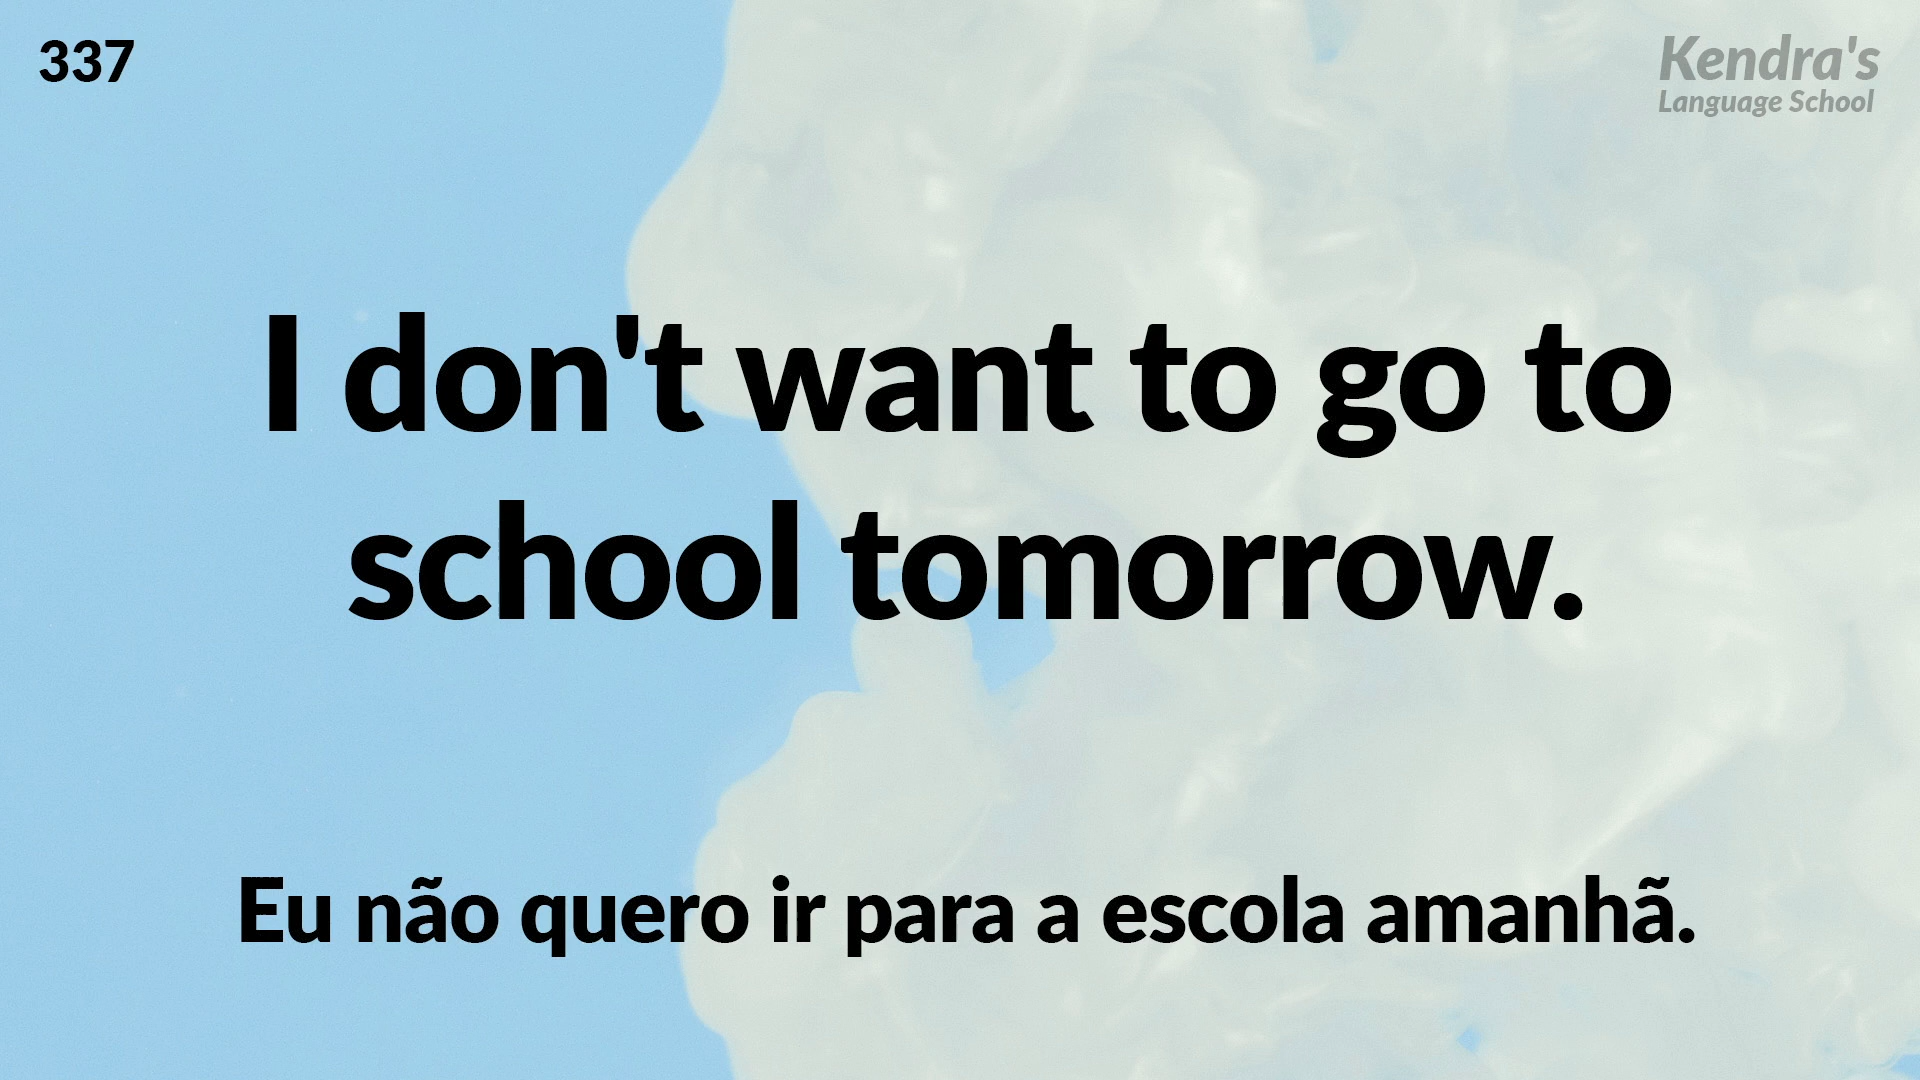 337
Kendra's
Language School
I don't want to go to
school tomorrow.
Eu não quero ir para a escola amanhã.